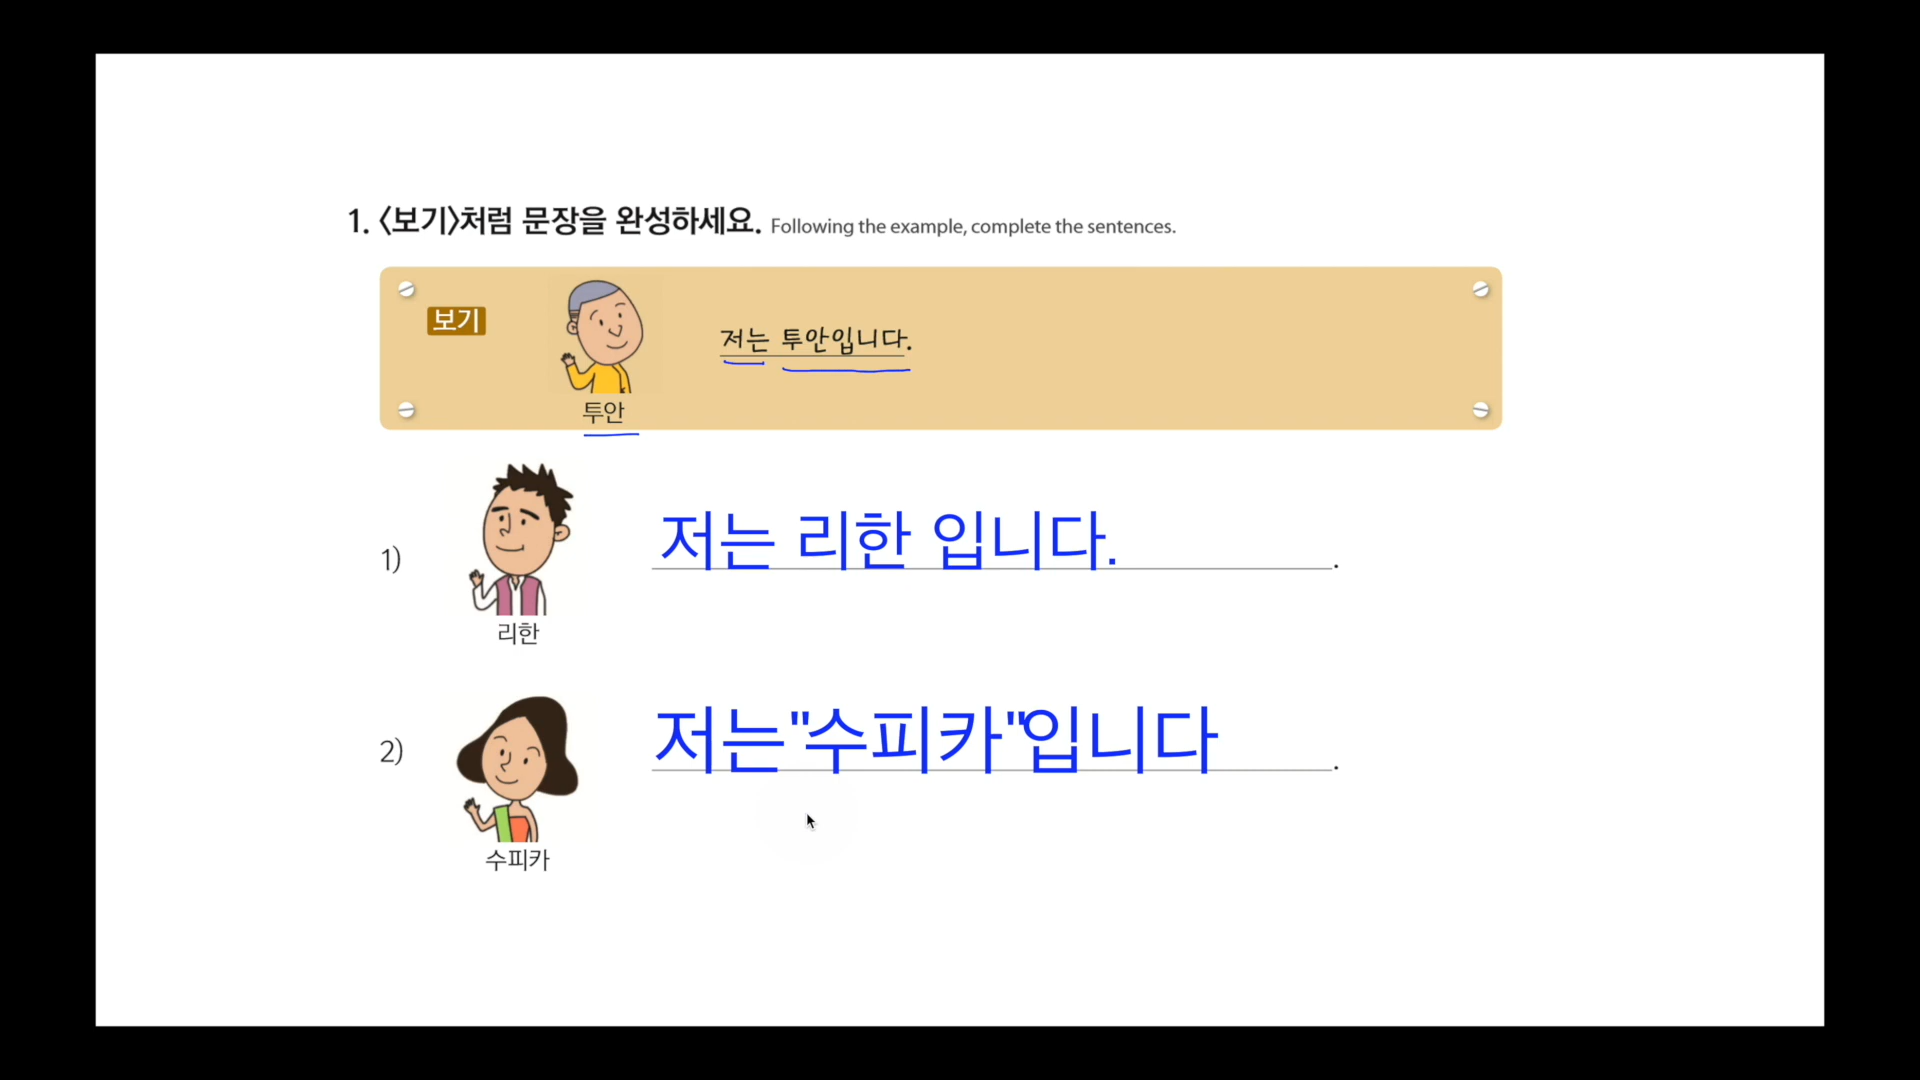 1. 〈보기〉처럼 문장을 완성하세요. Following the example, complete the sentences.
보기
저는 투안입니다.
투안
1) 저는 리한 입니다. .
리한
2) 저는"수피카"입니다 .
수피카